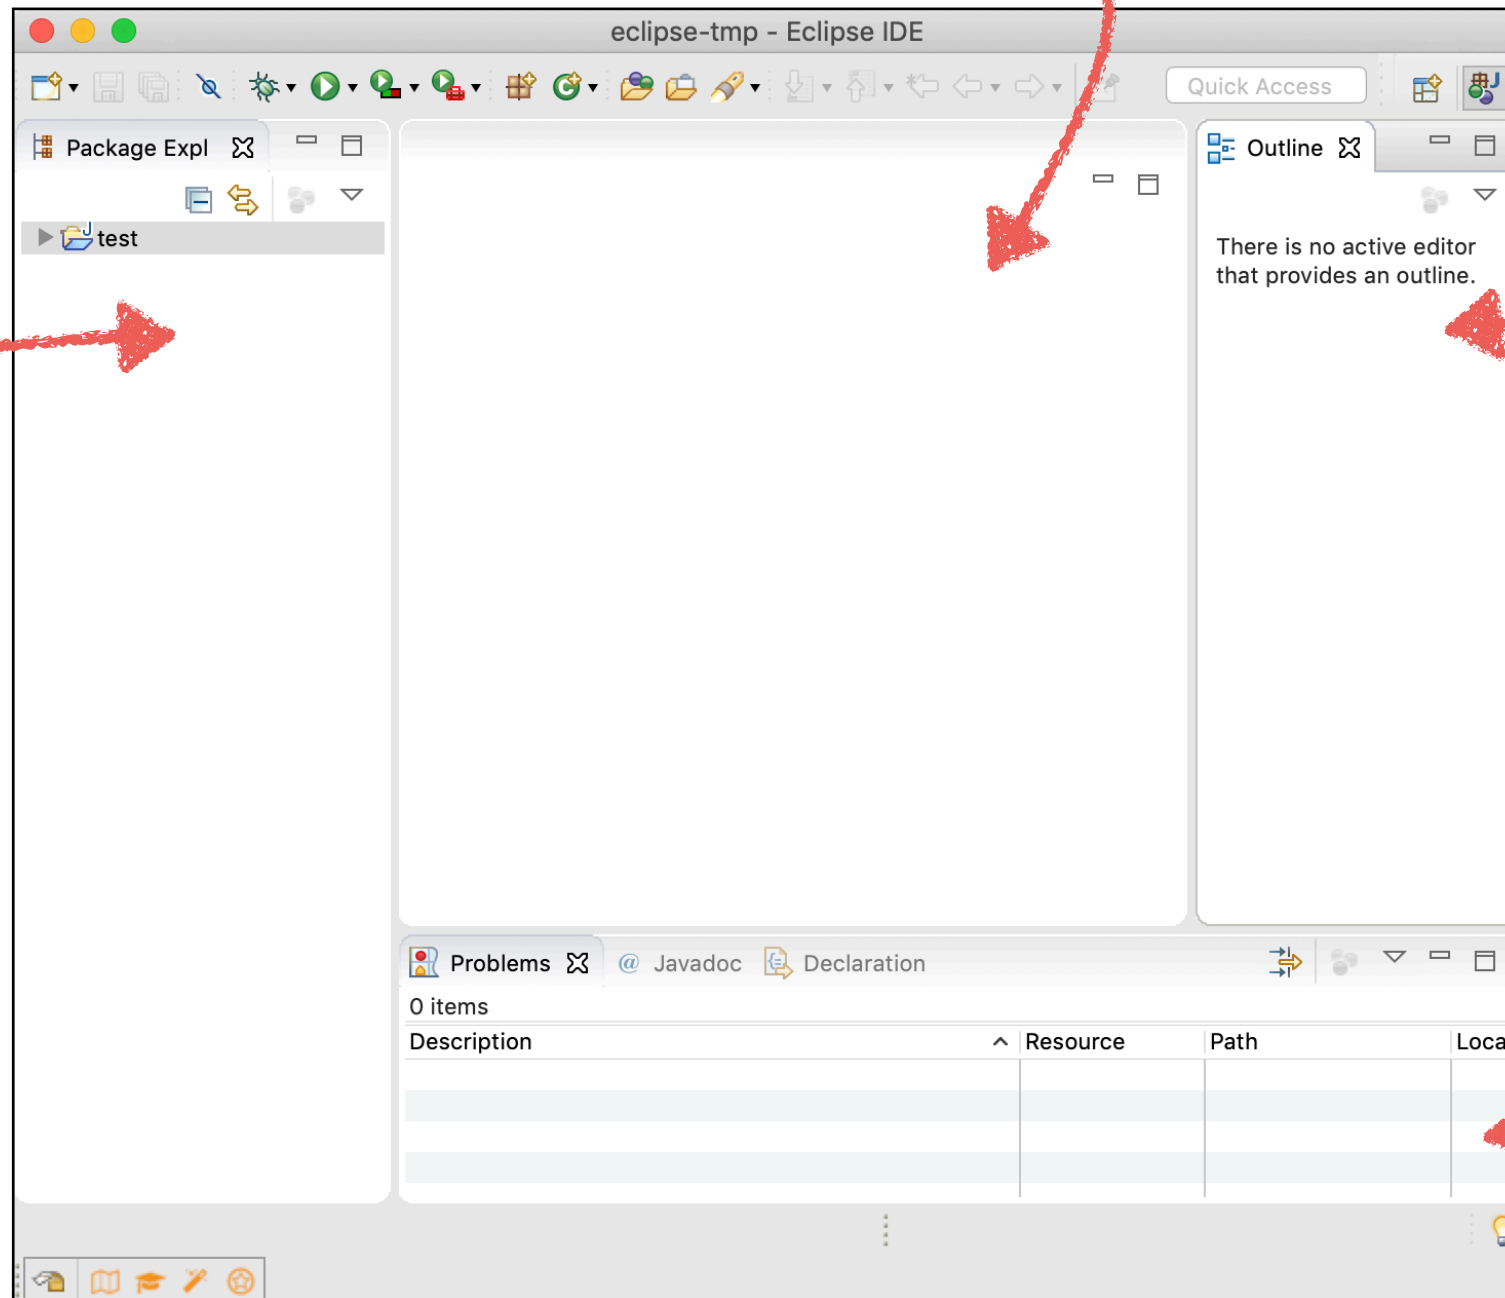 eclipse-tmp - Eclipse IDE
Quick Access
Package Expl
test
Outline
There is no active editor
that provides an outline.
Problems
@ Javadoc
Declaration
0 items
Description
Resource
Path
Loca